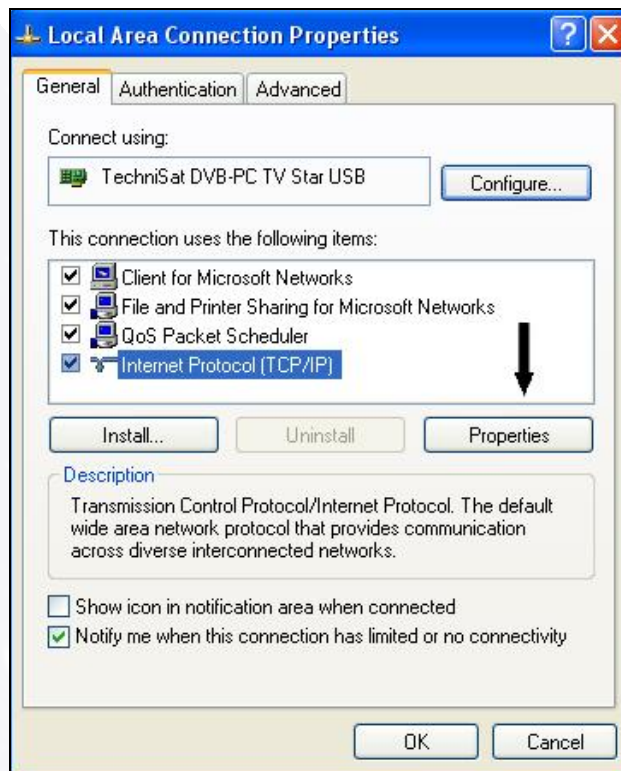 Local Area Connection Properties
General Authentication Advanced
Connect using:
TechniSat DVB-PC TV Star USB Configure...
This connection uses the following items:
Client for Microsoft Networks
File and Printer Sharing for Microsoft Networks
QoS Packet Scheduler
Internet Protocol (TCP/IP)
Install... Uninstall Properties
Description
Transmission Control Protocol/Internet Protocol. The default
wide area network protocol that provides communication
across diverse interconnected networks.
Show icon in notification area when connected
Notify me when this connection has limited or no connectivity
OK Cancel